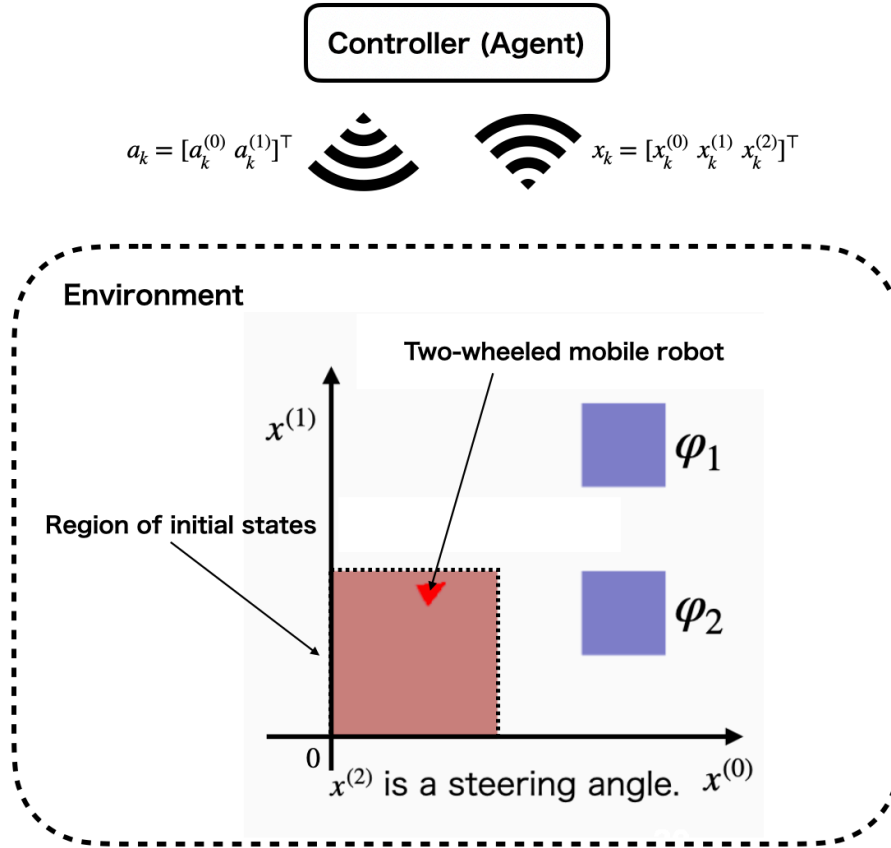 Controller (Agent)
a_k = [a_k^{(0)} a_k^{(1)}]^⊤
x_k = [x_k^{(0)} x_k^{(1)} x_k^{(2)}]^⊤
Environment
Two-wheeled mobile robot
x^{(1)}
φ_1
Region of initial states
φ_2
0
x^{(2)} is a steering angle.
x^{(0)}